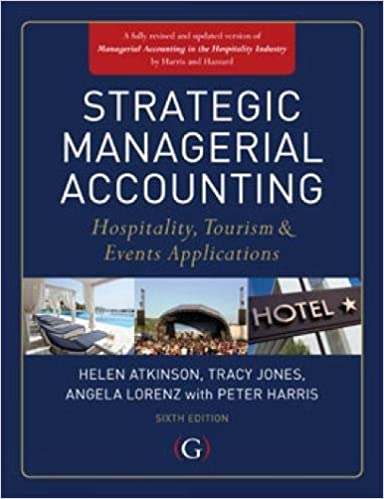 A fully revised and updated version of
Managerial Accounting in the Hospitality Industry
by Harris and Hazzard
STRATEGIC
MANAGERIAL
ACCOUNTING
Hospitality, Tourism &
Events Applications
HOTEL
HELEN ATKINSON, TRACY JONES,
ANGELA LORENZ with PETER HARRIS
SIXTH EDITION
(G)